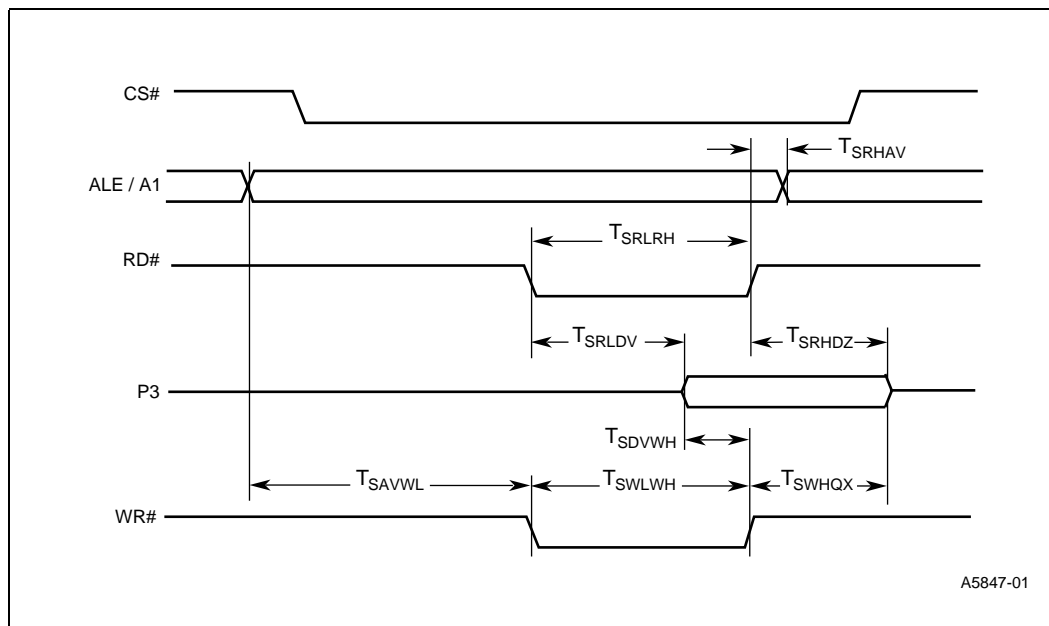 CS#
T_SRHAV
ALE / A1
T_SRLRH
RD#
T_SRLDV
T_SRHDZ
P3
T_SDVWH
T_SAVWL
T_SWLWH
T_SWHQX
WR#
A5847-01